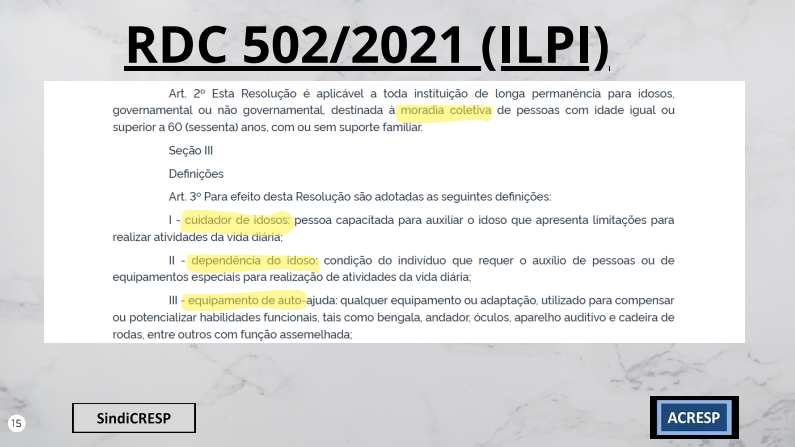 RDC 502/2021 (ILPI)
Art. 2º Esta Resolução é aplicável a toda instituição de longa permanência para idosos,
governamental ou não governamental, destinada à moradia coletiva de pessoas com idade igual ou
superior a 60 (sessenta) anos, com ou sem suporte familiar.
Seção III
Definições
Art. 3º Para efeito desta Resolução são adotadas as seguintes definições:
I - cuidador de idosos: pessoa capacitada para auxiliar o idoso que apresenta limitações para
realizar atividades da vida diária;
II - dependência do idoso: condição do indivíduo que requer o auxílio de pessoas ou de
equipamentos especiais para realização de atividades da vida diária;
III - equipamento de auto-ajuda: qualquer equipamento ou adaptação, utilizado para compensar
ou potencializar habilidades funcionais, tais como bengala, andador, óculos, aparelho auditivo e cadeira de
rodas, entre outros com função assemelhada;
15
SindiCRESP
ACRESP